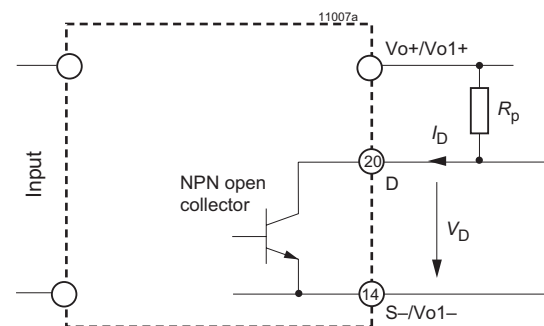 11007a
Vo+/Vo1+
Rp
ID
20
D
Input
NPN open
collector
VD
14
S–/Vo1–